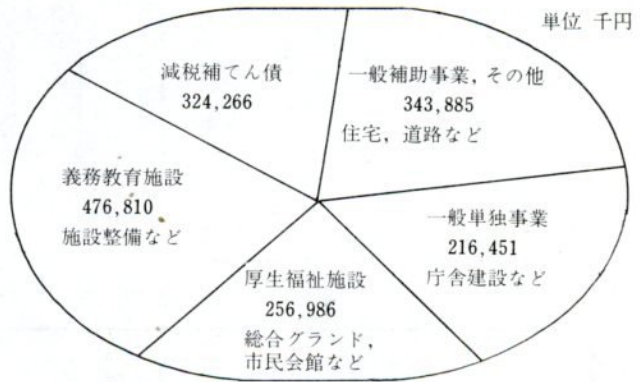 単位 千円
一般補助事業,その他
343,885
住宅,道路など
一般単独事業
216,451
庁舎建設など
厚生福祉施設
256,986
総合グランド,
市民会館など
義務教育施設
476,810
施設整備など
減税補てん債
324,266